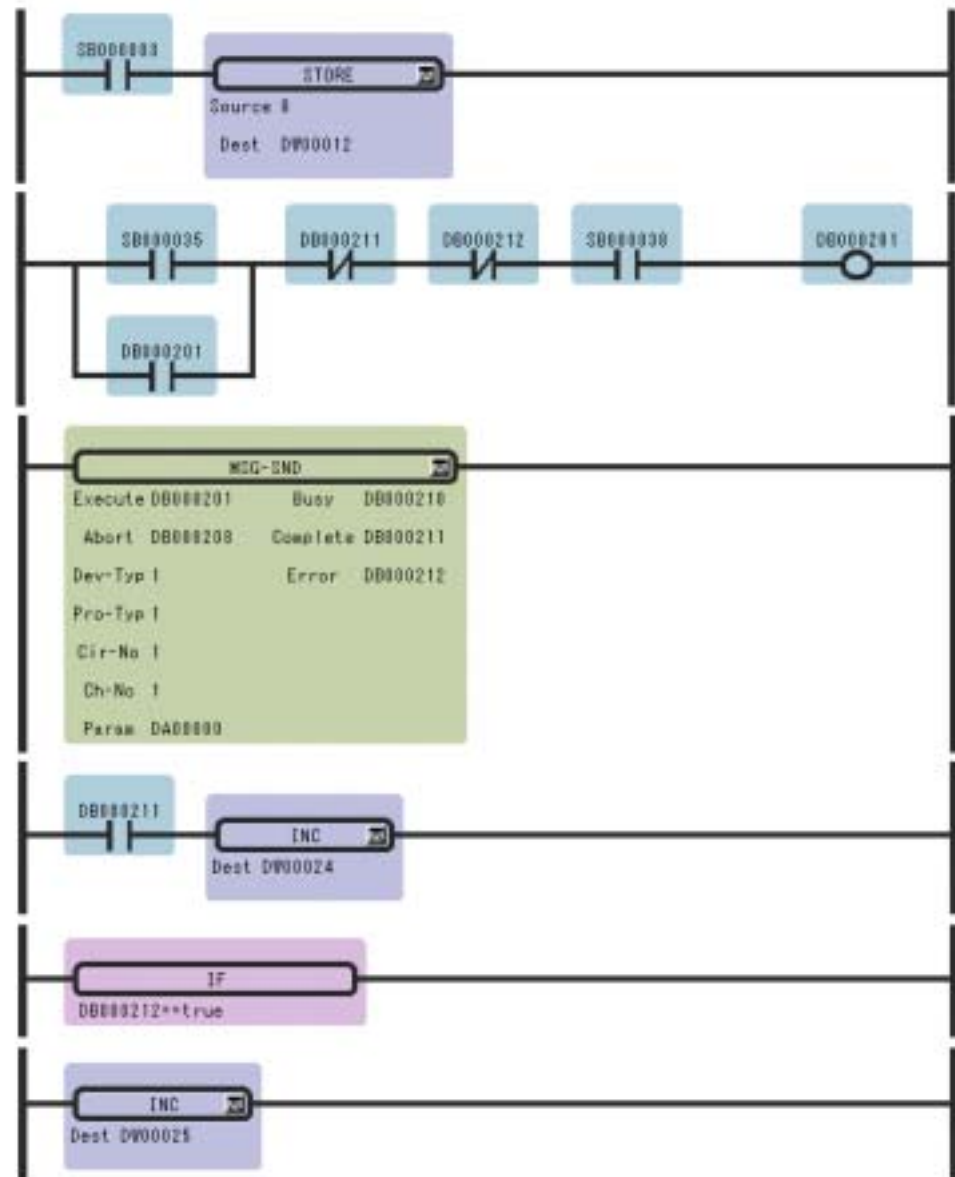 SB000003
STORE
Source 0
Dest DW00012
SB000035 DB000211 DB000212 SB000038 DB000201
DB000201
MSG-SND
Execute DB000201 Busy DB000210
Abort DB000208 Complete DB000211
Dev-Typ 1 Error DB000212
Pro-Typ 1
Cir-No 1
Ch-No 1
Param DA00000
DB000211
INC
Dest DW00024
IF
DB000212==true
INC
Dest DW00025